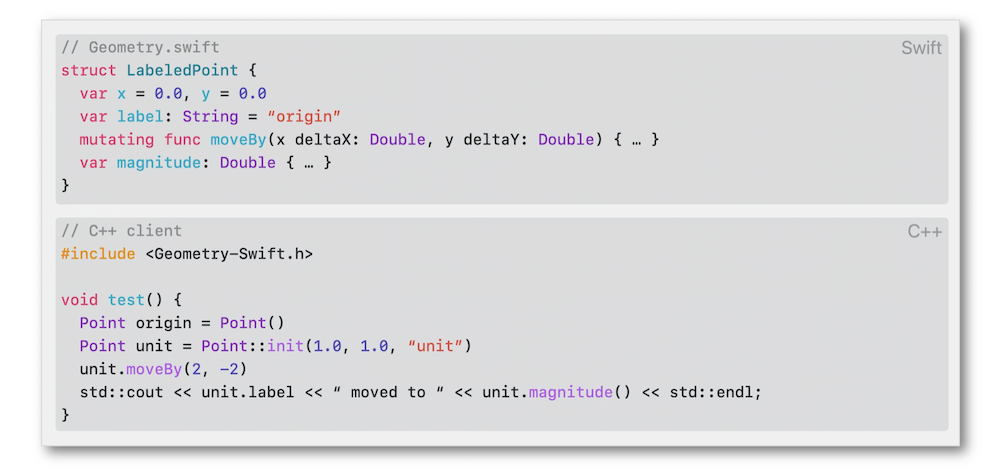 // Geometry.swift Swift
struct LabeledPoint {
  var x = 0.0, y = 0.0
  var label: String = “origin”
  mutating func moveBy(x deltaX: Double, y deltaY: Double) { … }
  var magnitude: Double { … }
}
// C++ client C++
#include <Geometry-Swift.h>

void test() {
  Point origin = Point()
  Point unit = Point::init(1.0, 1.0, “unit”)
  unit.moveBy(2, -2)
  std::cout << unit.label << “ moved to “ << unit.magnitude() << std::endl;
}